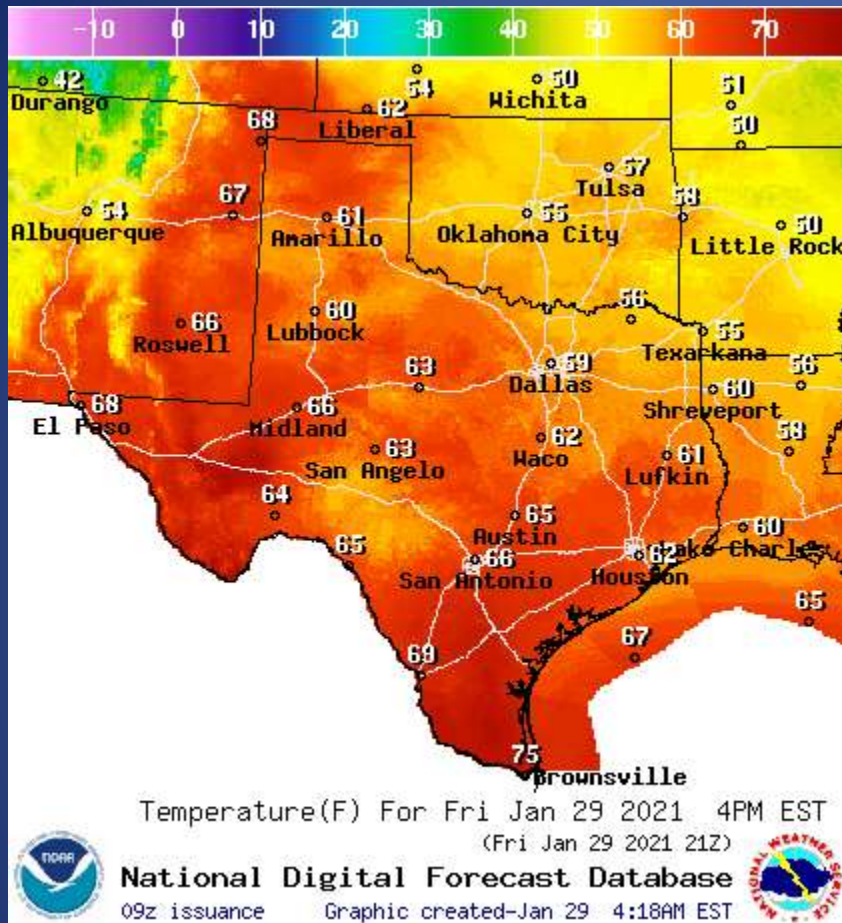 -10 0 10 20 30 40 50 60 70
42
54
50
51
Durango
Wichita
62
Liberal
68
50
57
Tulsa
54
Albuquerque
67
61
Amarillo
55
Oklahoma City
58
50
Little Rock
66
Roswell
60
Lubbock
56
55
Texarkana
63
59
Dallas
56
60
Shreveport
68
El Paso
66
Midland
63
San Angelo
62
Waco
61
Lufkin
58
64
65
Austin
60
Lake Charles
65
66
San Antonio
62
Houston
65
69
67
75
Brownsville
Temperature(F) For Fri Jan 29 2021 4PM EST
(Fri Jan 29 2021 21Z)
NOAA
National Digital Forecast Database
09z issuance Graphic created-Jan 29 4:18AM EST